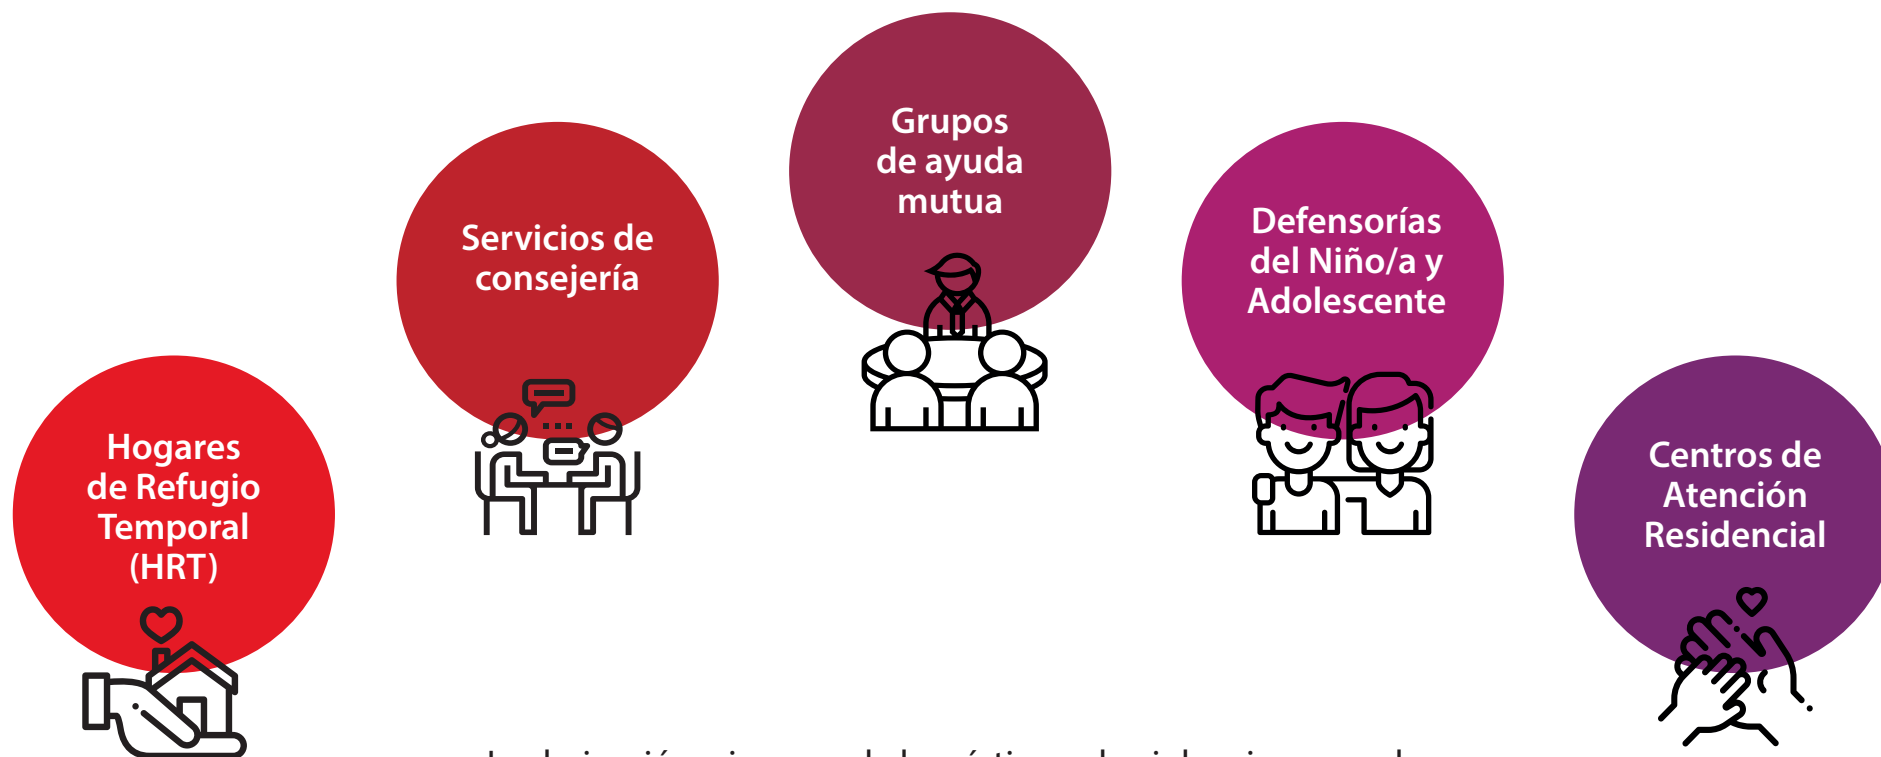 Hogares
de Refugio
Temporal
(HRT)
Servicios de
consejería
Grupos
de ayuda
mutua
Defensorías
del Niño/a y
Adolescente
Centros de
Atención
Residencial